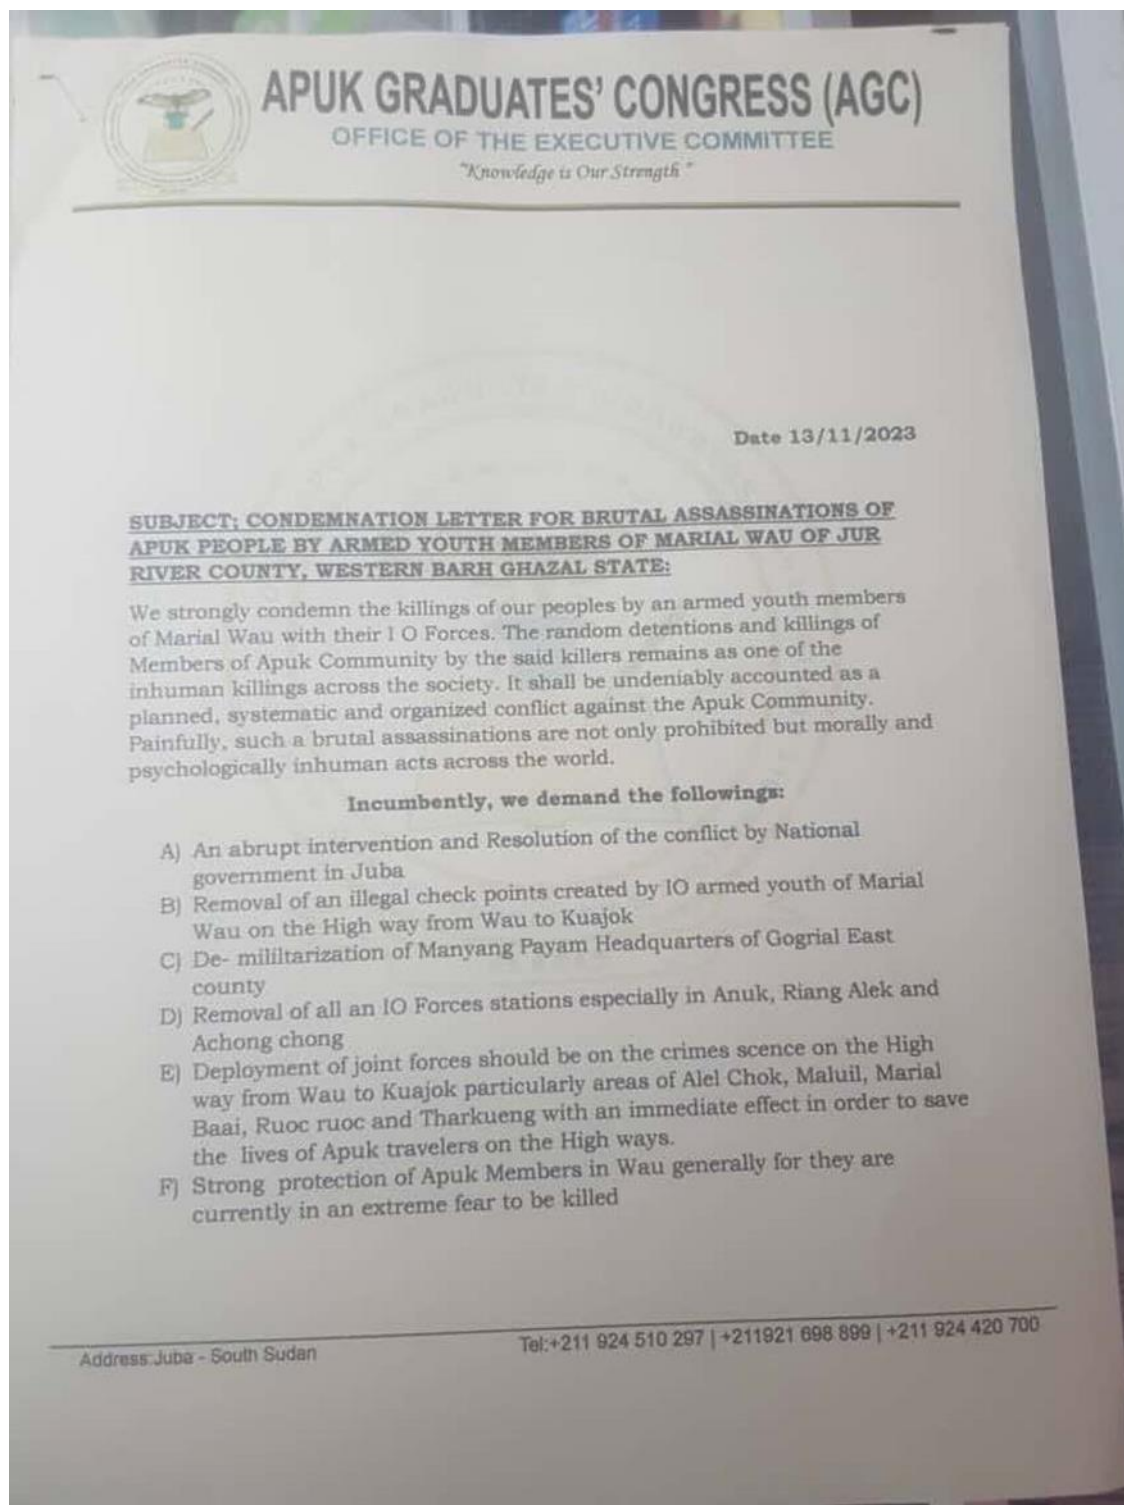 APUK GRADUATES' CONGRESS (AGC)
OFFICE OF THE EXECUTIVE COMMITTEE
"Knowledge is Our Strength"
Date 13/11/2023
SUBJECT; CONDEMNATION LETTER FOR BRUTAL ASSASSINATIONS OF
APUK PEOPLE BY ARMED YOUTH MEMBERS OF MARIAL WAU OF JUR
RIVER COUNTY, WESTERN BARH GHAZAL STATE:
We strongly condemn the killings of our peoples by an armed youth members
of Marial Wau with their I O Forces. The random detentions and killings of
Members of Apuk Community by the said killers remains as one of the
inhuman killings across the society. It shall be undeniably accounted as a
planned, systematic and organized conflict against the Apuk Community.
Painfully, such a brutal assassinations are not only prohibited but morally and
psychologically inhuman acts across the world.
Incumbently, we demand the followings:
A) An abrupt intervention and Resolution of the conflict by National
government in Juba
B) Removal of an illegal check points created by IO armed youth of Marial
Wau on the High way from Wau to Kuajok
C) De- mililtarization of Manyang Payam Headquarters of Gogrial East
county
D) Removal of all an IO Forces stations especially in Anuk, Riang Alek and
Achong chong
E) Deployment of joint forces should be on the crimes scence on the High
way from Wau to Kuajok particularly areas of Alel Chok, Maluil, Marial
Baai, Ruoc ruoc and Tharkueng with an immediate effect in order to save
the lives of Apuk travelers on the High ways.
F) Strong protection of Apuk Members in Wau generally for they are
currently in an extreme fear to be killed
Address:Juba - South Sudan
Tel:+211 924 510 297 | +211921 698 899 | +211 924 420 700